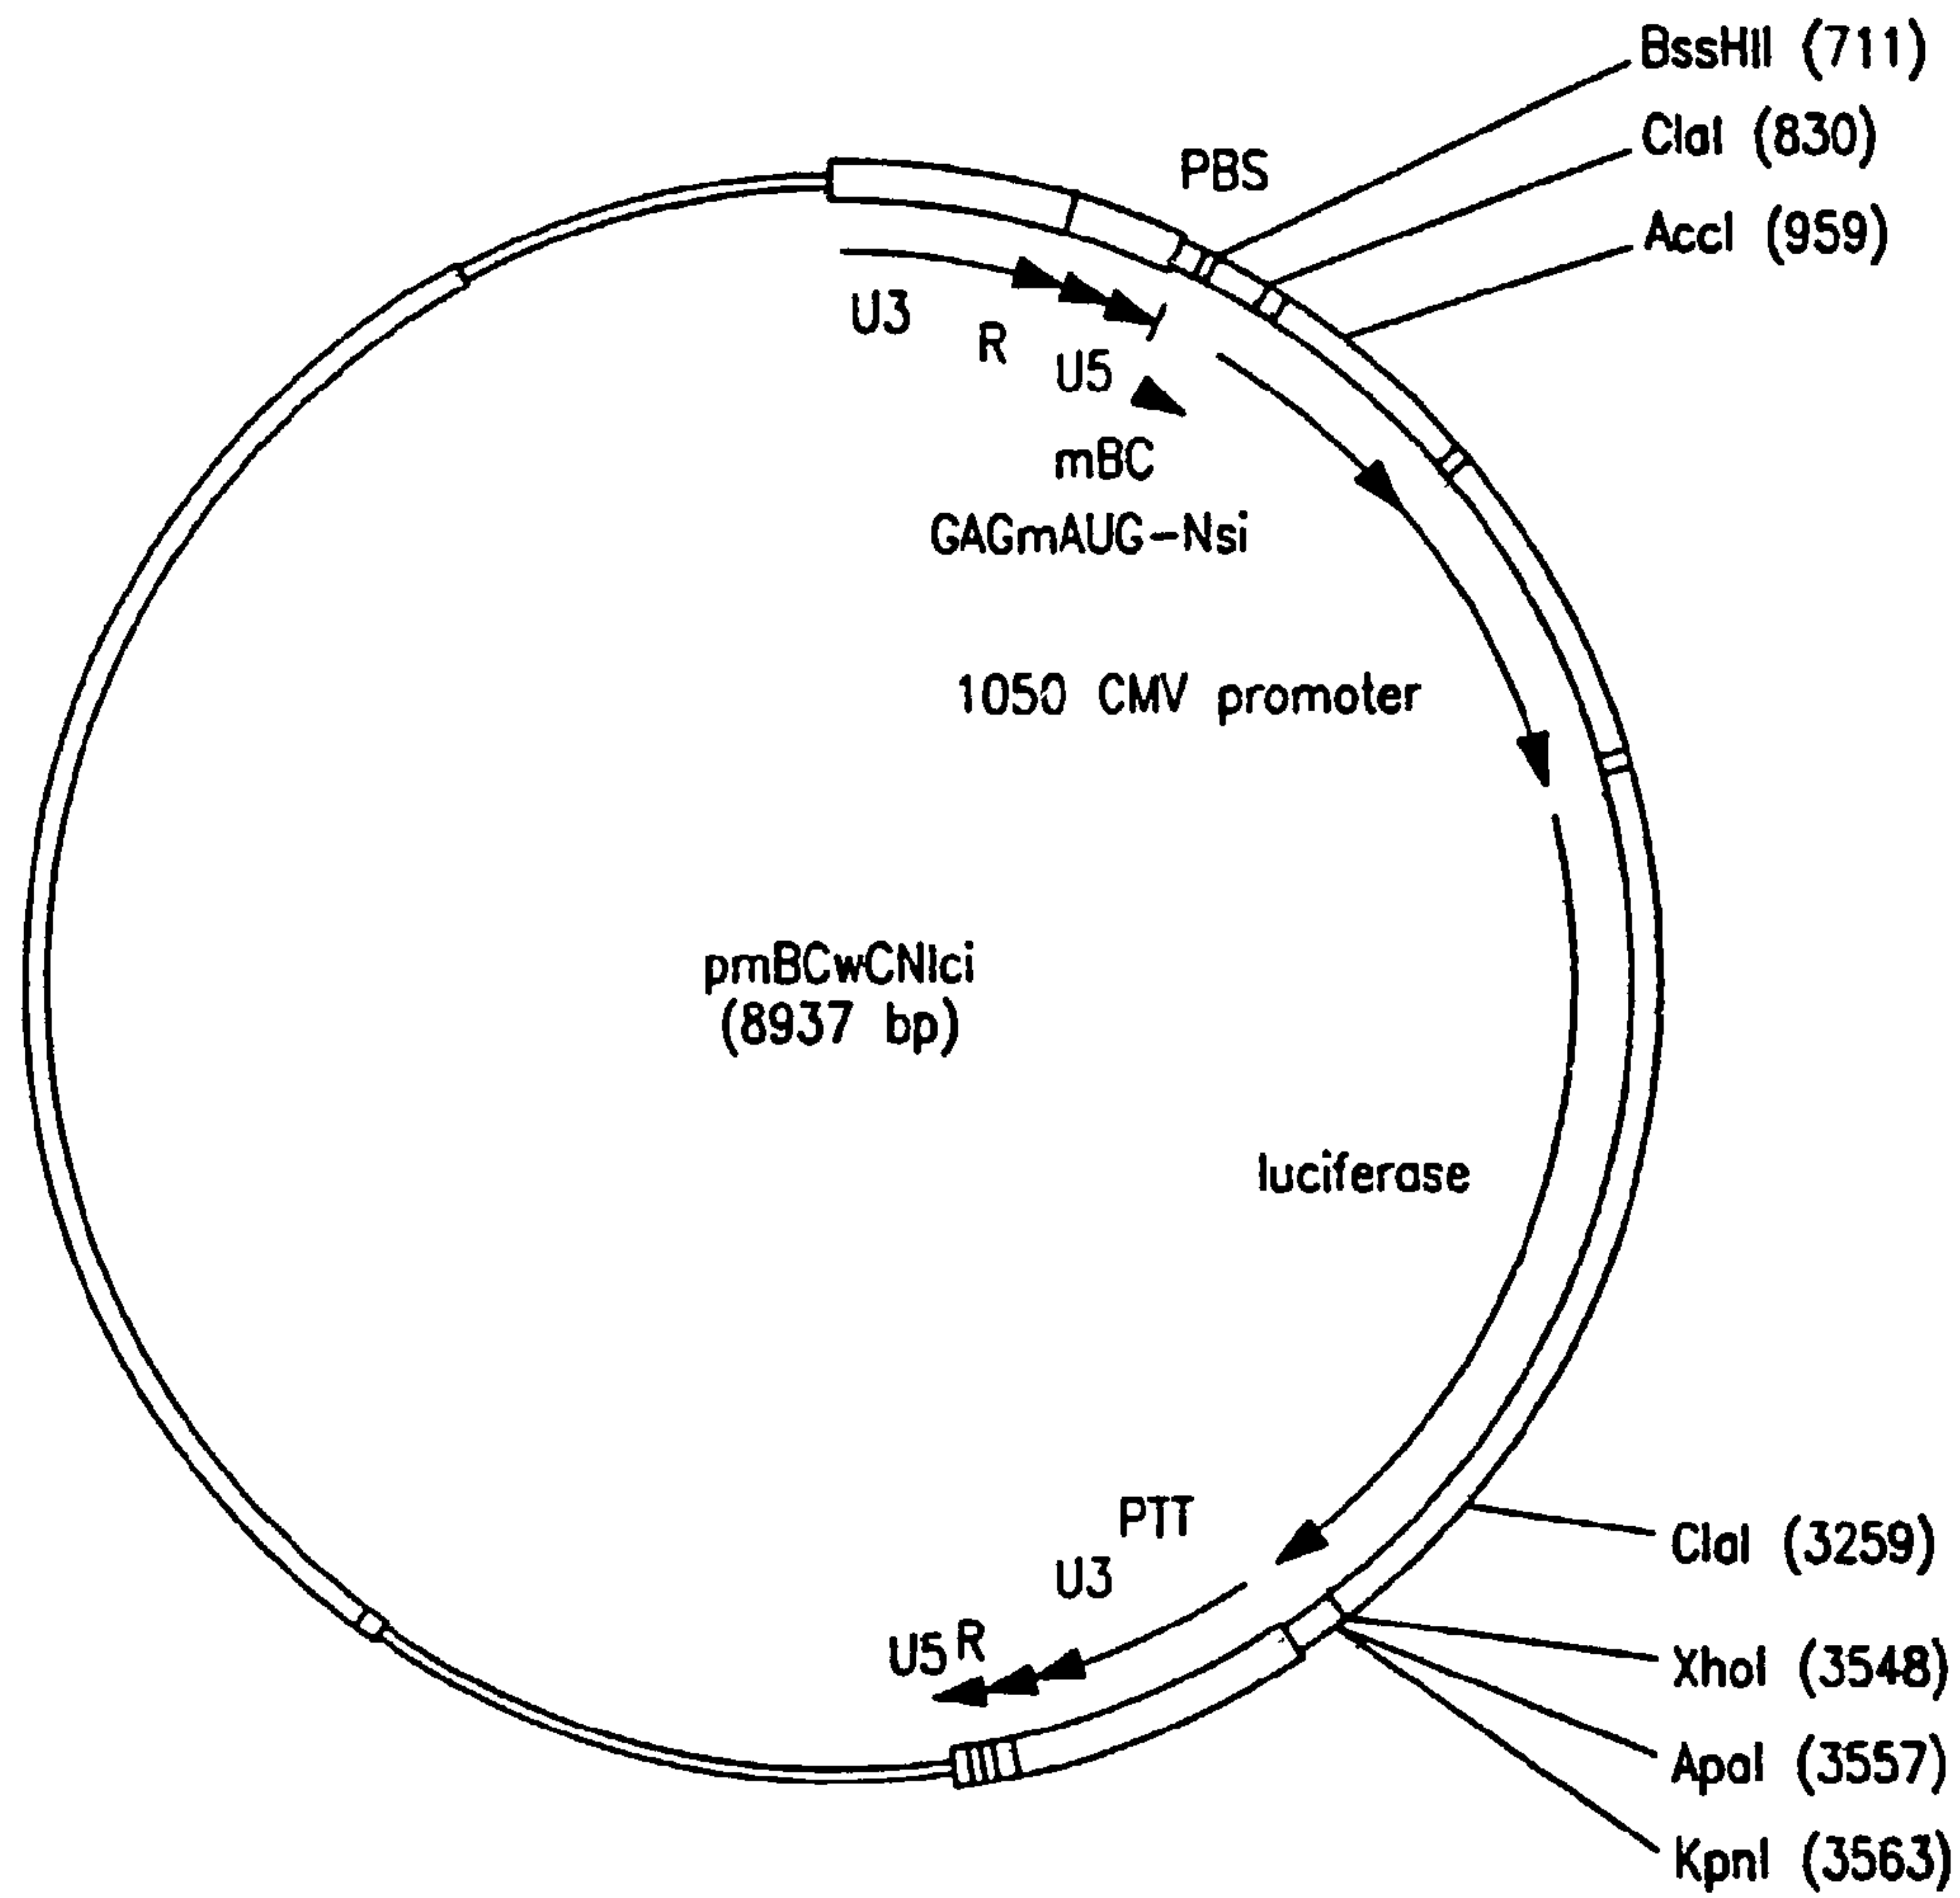 BssHII (711)
ClaI (830)
AccI (959)
PBS
U3
R
U5
mBC
GAGmAUG-Nsi
1050 CMV promoter
pmBCwCNlci
(8937 bp)
luciferase
PTT
U3
R
U5
ClaI (3259)
XhoI (3548)
ApaI (3557)
KpnI (3563)